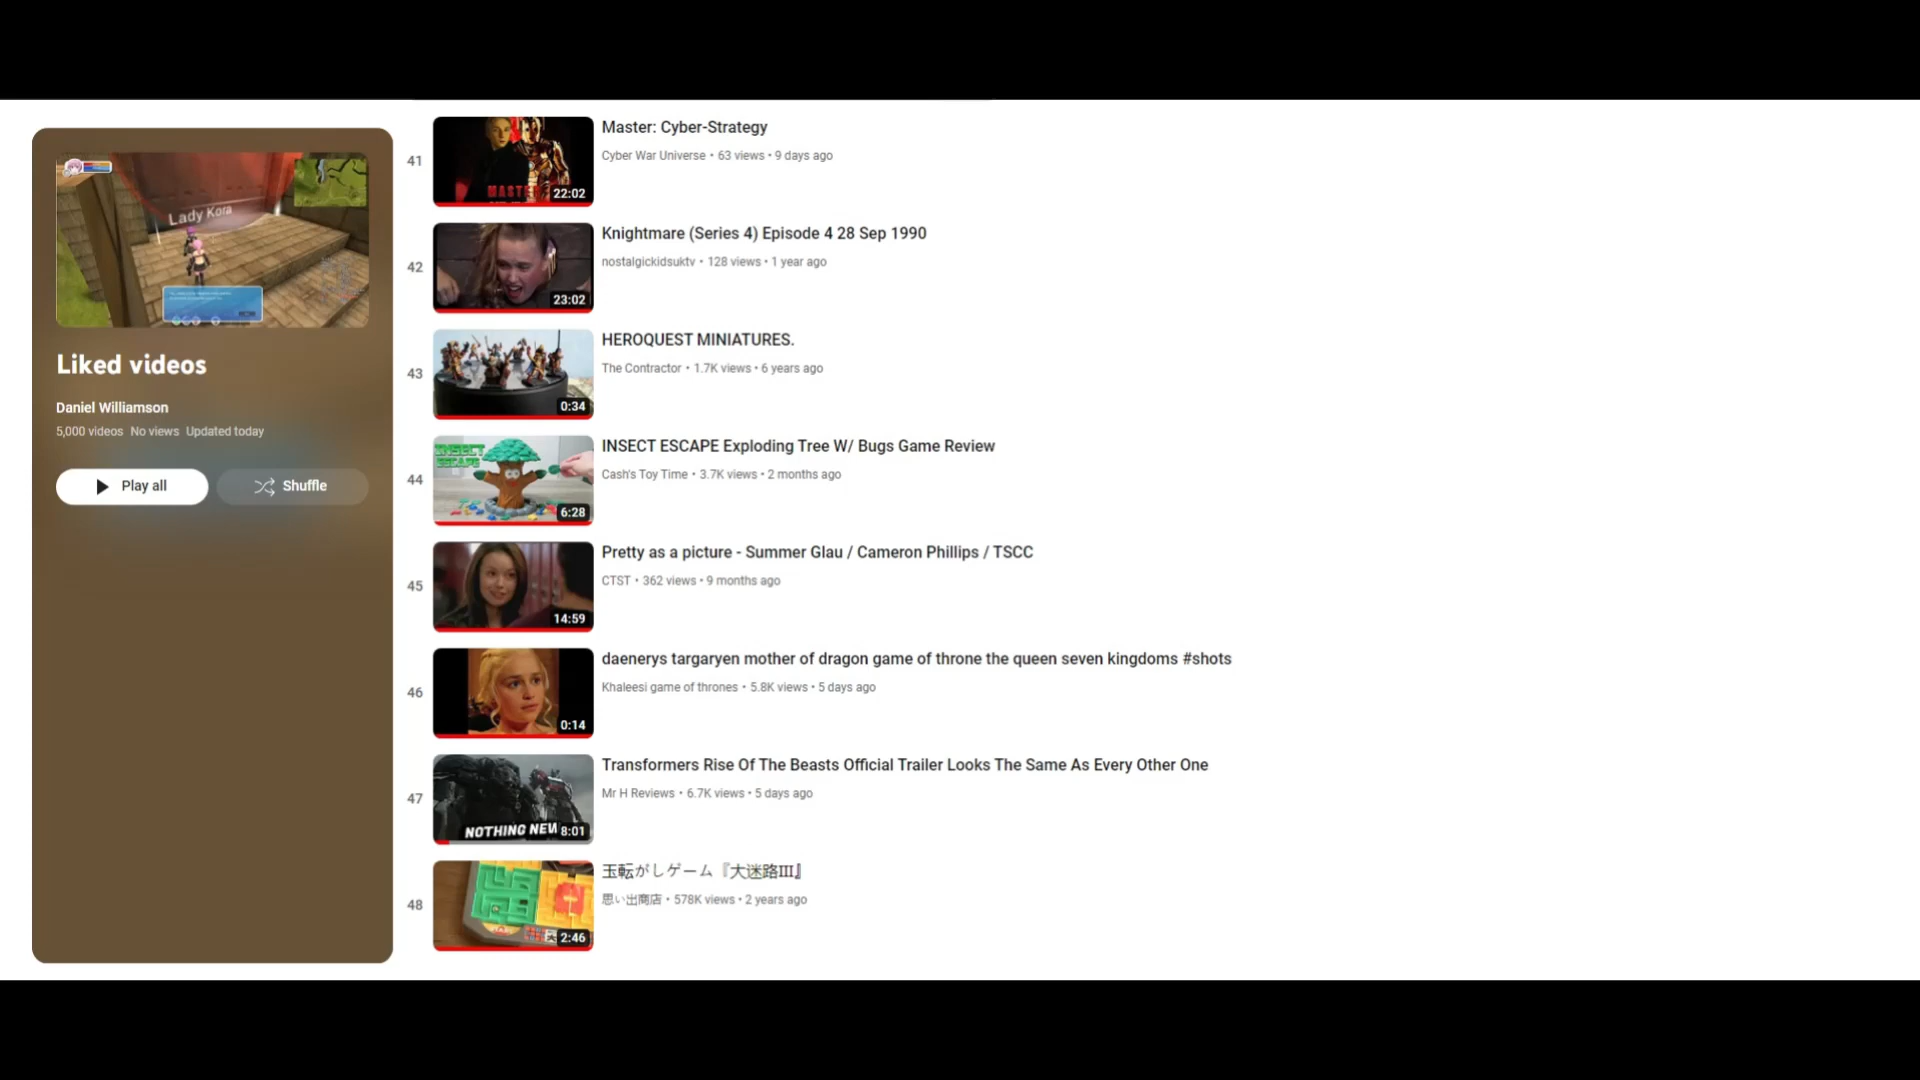 Lady Kora
Liked videos
Daniel Williamson
5,000 videos No views Updated today
Play all
Shuffle
41
22:02
Master: Cyber-Strategy
Cyber War Universe • 63 views • 9 days ago
42
23:02
Knightmare (Series 4) Episode 4 28 Sep 1990
nostalgickidsuktv • 128 views • 1 year ago
43
0:34
HEROQUEST MINIATURES.
The Contractor • 1.7K views • 6 years ago
44
INSECT
ESCAPE
6:28
INSECT ESCAPE Exploding Tree W/ Bugs Game Review
Cash's Toy Time • 3.7K views • 2 months ago
45
14:59
Pretty as a picture - Summer Glau / Cameron Phillips / TSCC
CTST • 362 views • 9 months ago
46
0:14
daenerys targaryen mother of dragon game of throne the queen seven kingdoms #shots
Khaleesi game of thrones • 5.8K views • 5 days ago
47
NOTHING NEW
8:01
Transformers Rise Of The Beasts Official Trailer Looks The Same As Every Other One
Mr H Reviews • 6.7K views • 5 days ago
48
2:46
玉転がしゲーム『大迷路III』
思い出商店 • 578K views • 2 years ago